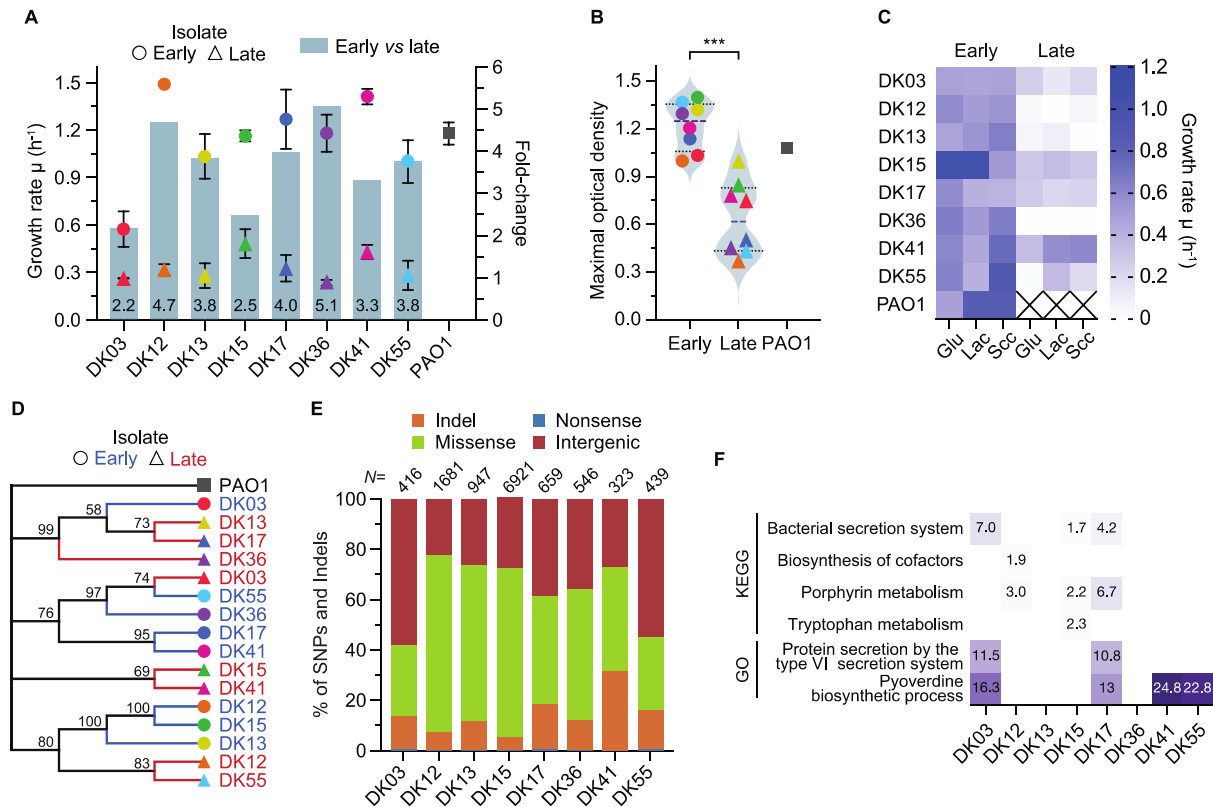 A
Isolate
Early Late
Early vs late
Growth rate µ (h-1)
1.5
1.2
0.9
0.6
0.3
0.0
6
5
4
3
2
1
0
Fold-change
2.2 4.7 3.8 2.5 4.0 5.1 3.3 3.8
DK03 DK12 DK13 DK15 DK17 DK36 DK41 DK55 PAO1
B
***
Maximal optical density
1.5
1.2
0.9
0.6
0.3
0.0
Early Late PAO1
C
Early Late
DK03
DK12
DK13
DK15
DK17
DK36
DK41
DK55
PAO1
Glu Lac Scc Glu Lac Scc
1.2
1.0
0.8
0.6
0.4
0.2
0
Growth rate µ (h-1)
D
Isolate
Early Late
PAO1
DK03
DK13
DK17
DK36
DK03
DK55
DK36
DK17
DK41
DK15
DK41
DK12
DK15
DK13
DK12
DK55
58
99
73
74
97
76
95
69
100
100
80
83
E
Indel Nonsense
Missense Intergenic
N= 416 1681 947 6921 659 546 323 439
% of SNPs and Indels
100
80
60
40
20
0
DK03 DK12 DK13 DK15 DK17 DK36 DK41 DK55
F
KEGG
Bacterial secretion system 7.0 1.7 4.2
Biosynthesis of cofactors 1.9
Porphyrin metabolism 3.0 2.2 6.7
Tryptophan metabolism 2.3
GO
Protein secretion by the
type VI secretion system 11.5 10.8
Pyoverdine
biosynthetic process 16.3 13 24.8 22.8
DK03 DK12 DK13 DK15 DK17 DK36 DK41 DK55